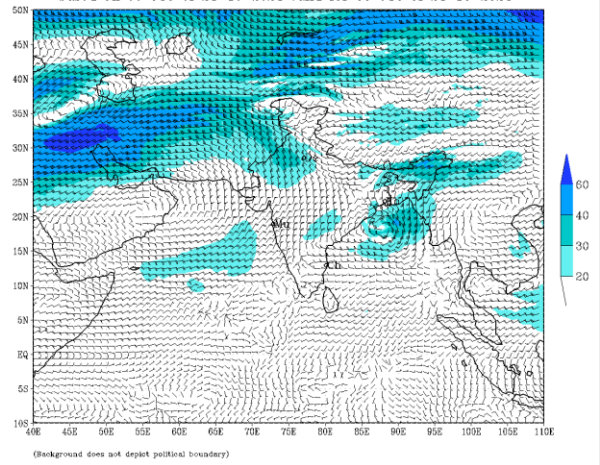 50N
45N
40N
35N
30N
25N
20N
15N
10N
5N
EQ
5S
10S
40E 45E 50E 55E 60E 65E 70E 75E 80E 85E 90E 95E 100E 105E 110E
60
40
30
20
Mu
(Background does not depict political boundary)